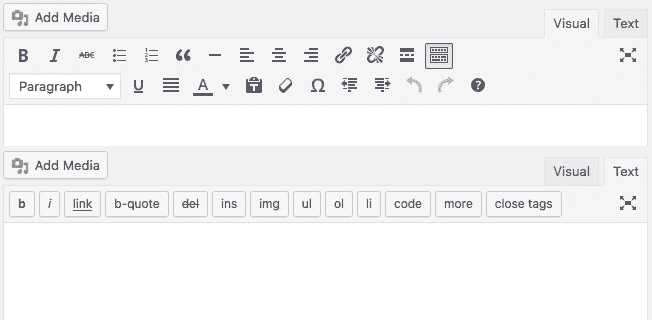 Add Media
Visual Text
B I ABC
Paragraph U A T Ω ?
Add Media
Visual Text
b i link b-quote del ins img ul ol li code more close tags